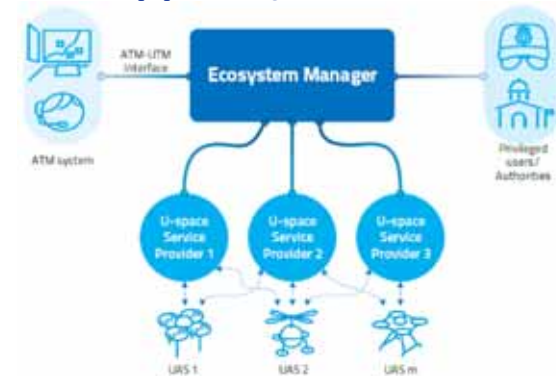 ATM-UTM
Interface
Ecosystem Manager
ATM system
Privileged
users/
Authorities
U-space
Service
Provider 1
U-space
Service
Provider 2
U-space
Service
Provider 3
UAS 1
UAS 2
UAS m